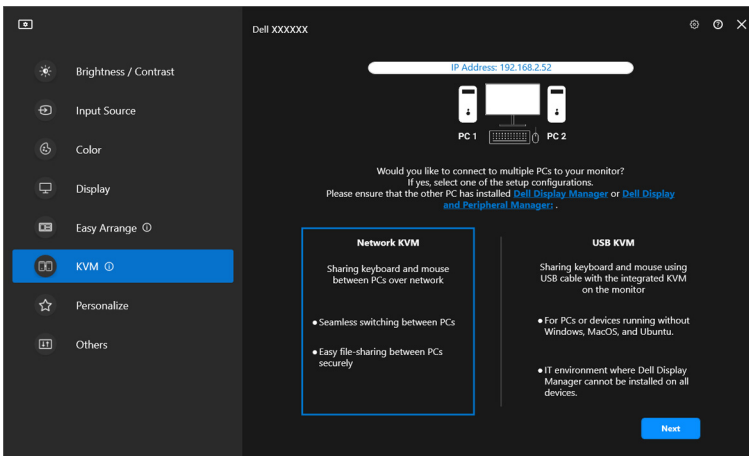 Dell XXXXXX
Brightness / Contrast
Input Source
Color
Display
Easy Arrange
KVM
Personalize
Others
IP Address: 192.168.2.52
PC 1
PC 2
Would you like to connect to multiple PCs to your monitor?
If yes, select one of the setup configurations.
Please ensure that the other PC has installed Dell Display Manager or Dell Display
and Peripheral Manager: .
Network KVM
Sharing keyboard and mouse
between PCs over network
● Seamless switching between PCs
● Easy file-sharing between PCs
securely
USB KVM
Sharing keyboard and mouse using
USB cable with the integrated KVM
on the monitor
● For PCs or devices running without
Windows, MacOS, and Ubuntu.
● IT environment where Dell Display
Manager cannot be installed on all
devices.
Next